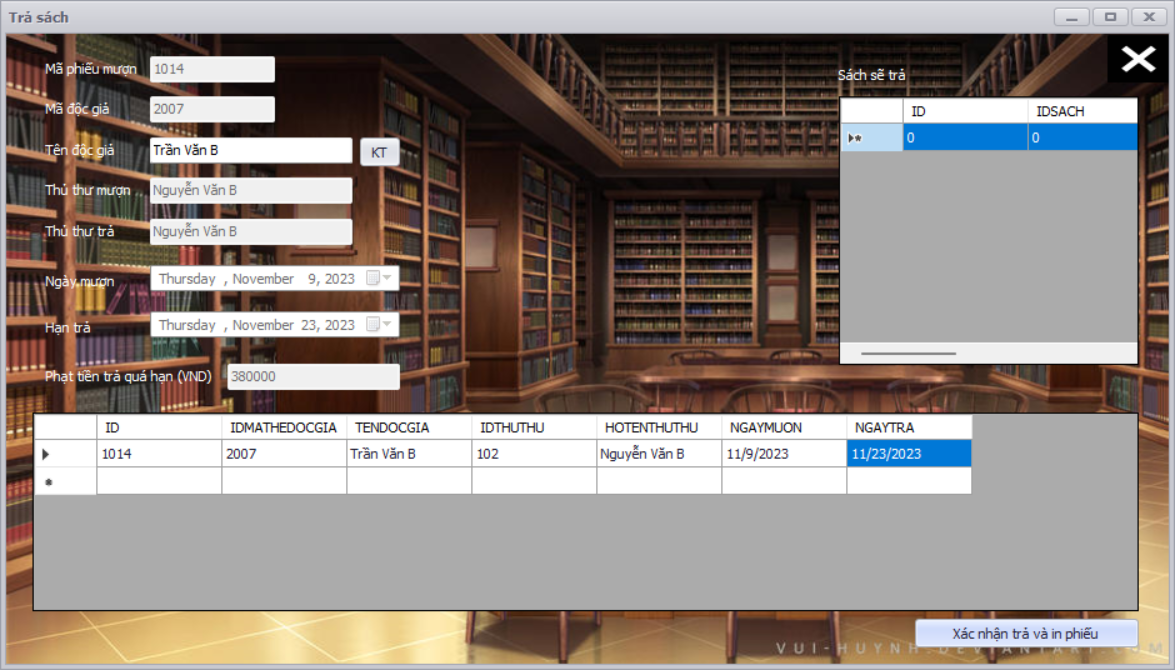 Trả sách
Mã phiếu mượn 1014
Mã độc giả 2007
Tên độc giả Trần Văn B KT
Thủ thư mượn Nguyễn Văn B
Thủ thư trả Nguyễn Văn B
Ngày mượn Thursday , November 9, 2023
Hạn trả Thursday , November 23, 2023
Phạt tiền trả quá hạn (VND) 380000
Sách sẽ trả
ID IDSACH
0 0
ID IDMATHEDOCGIA TENDOCGIA IDTHUTHU HOTENTHUTHU NGAYMUON NGAYTRA
1014 2007 Trần Văn B 102 Nguyễn Văn B 11/9/2023 11/23/2023
Xác nhận trả và in phiếu
VUI-HUYNH.DEVIANTART.COM